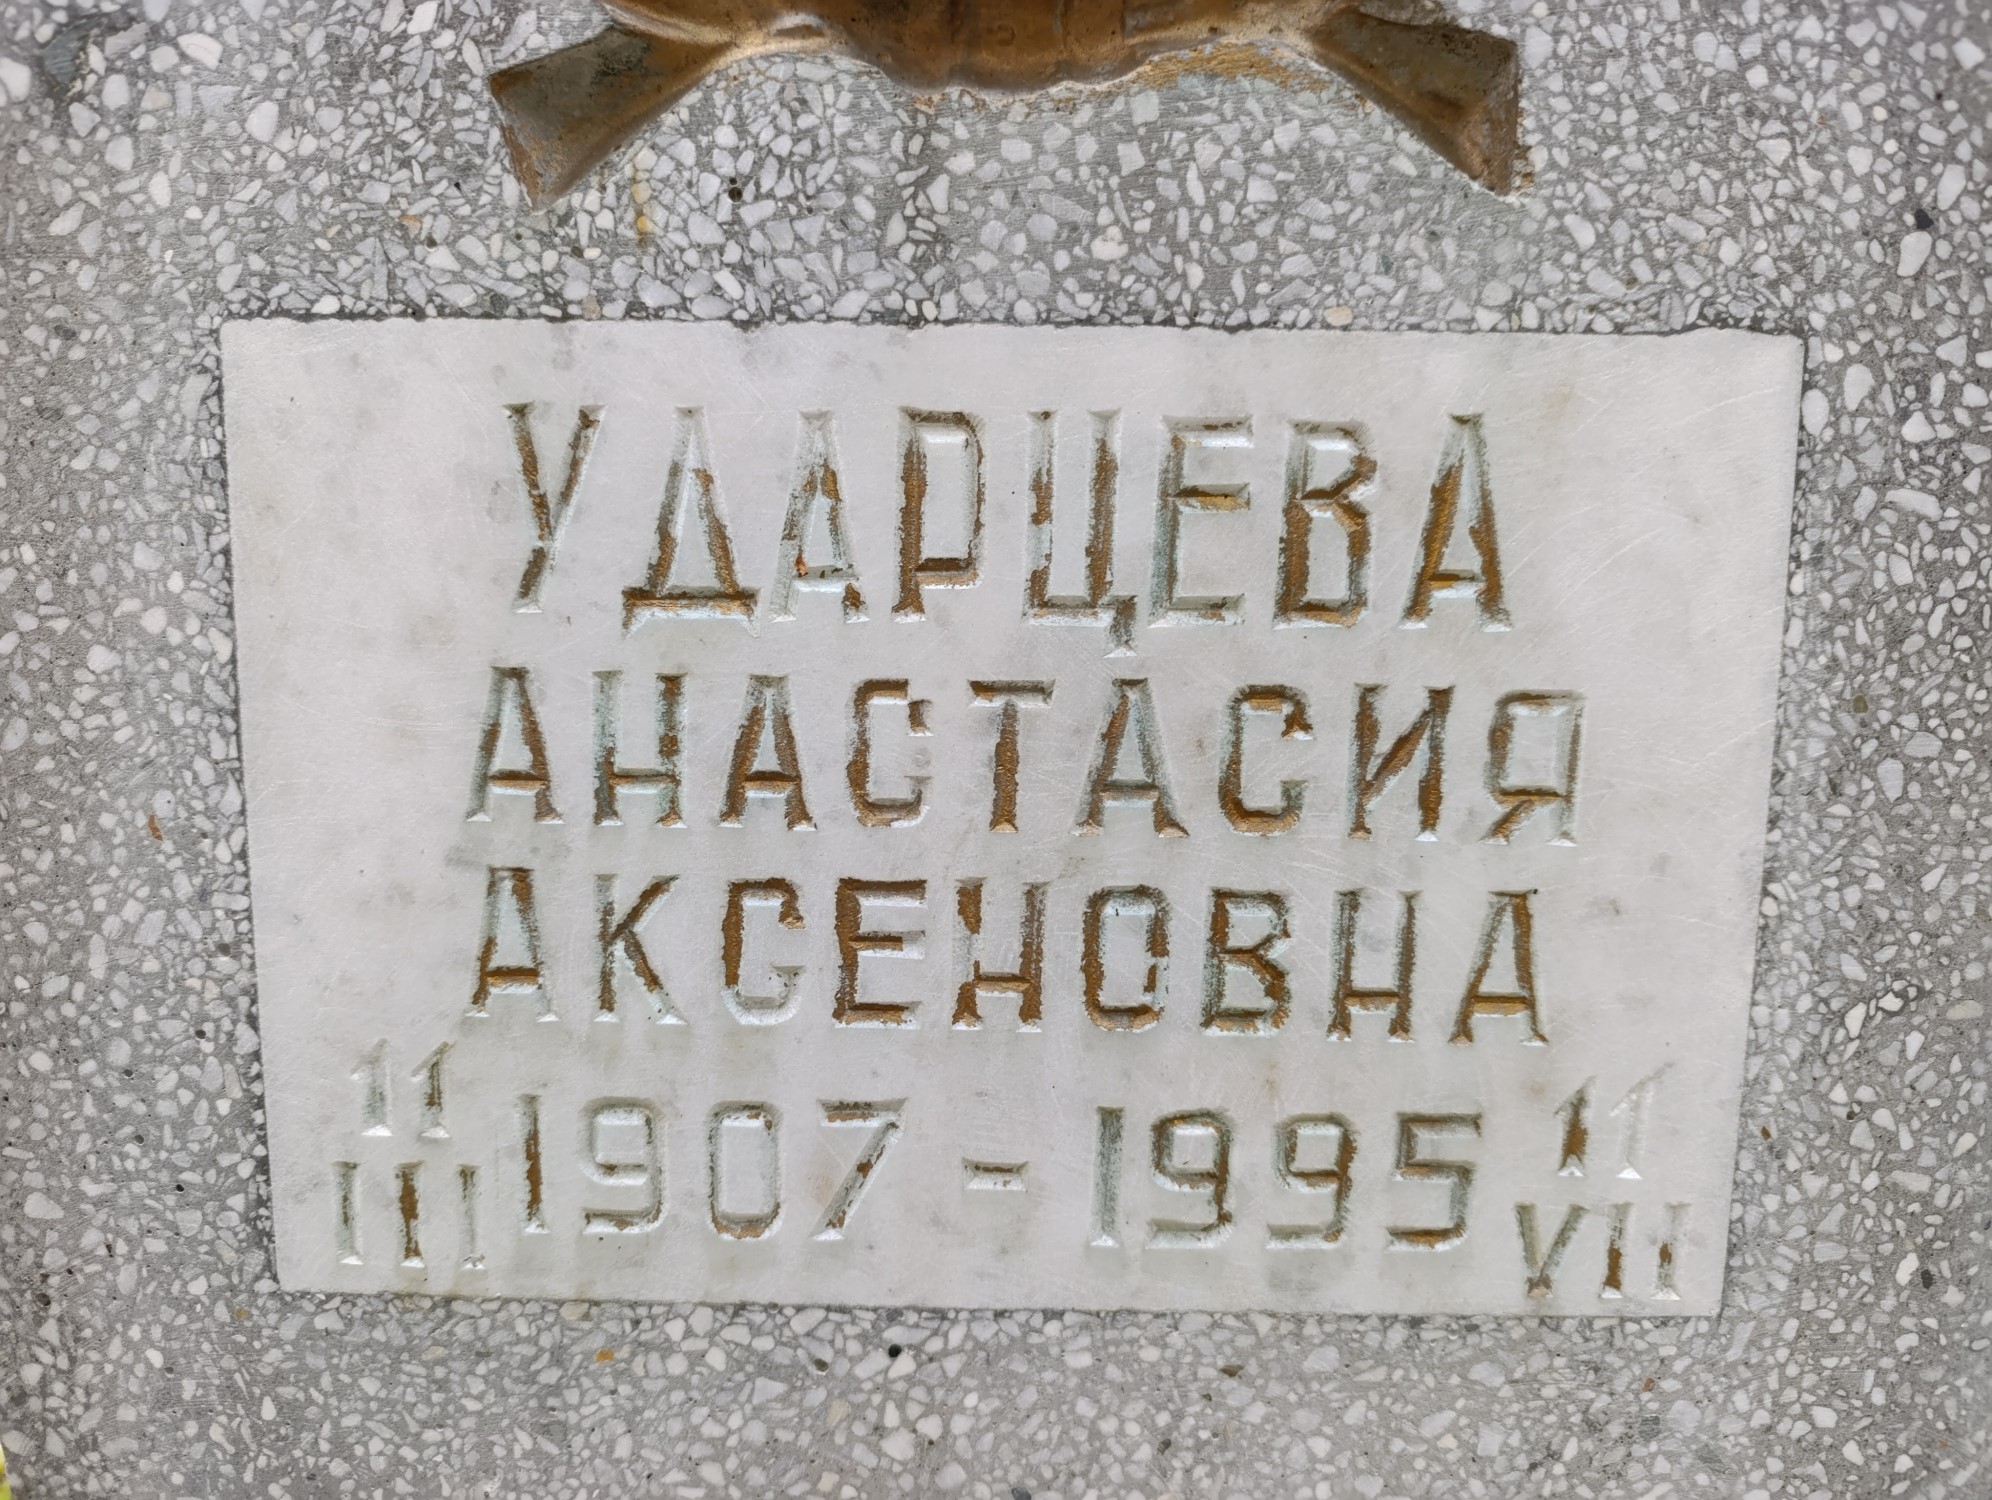 УДАРЦЕВА
АНАСТАСИЯ
АКСЕНОВНА
11 III 1907 - 1995 11 VII